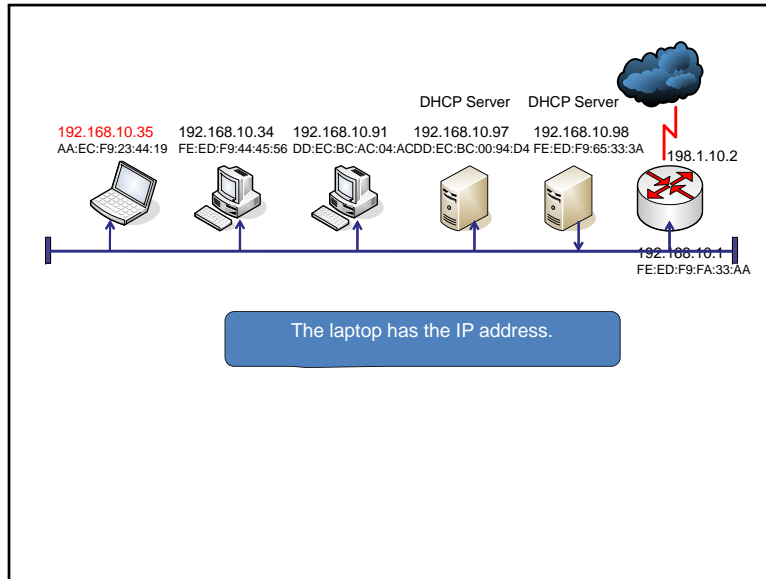 DHCP Server DHCP Server
192.168.10.35 192.168.10.34 192.168.10.91 192.168.10.97 192.168.10.98
AA:EC:F9:23:44:19 FE:ED:F9:44:45:56 DD:EC:BC:AC:04:AC DD:EC:BC:00:94:D4 FE:ED:F9:65:33:3A
198.1.10.2
192.168.10.1
FE:ED:F9:FA:33:AA
The laptop has the IP address.